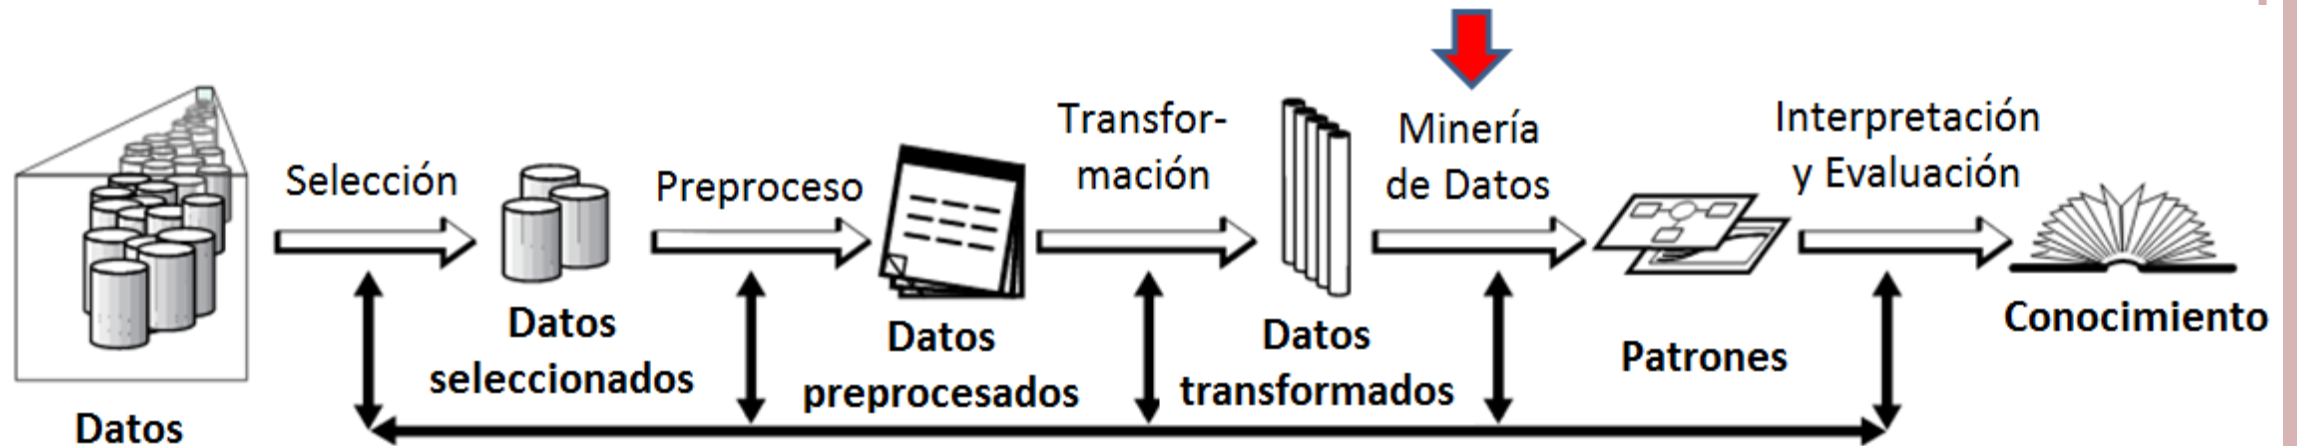 Datos
Selección
Datos
seleccionados
Preproceso
Datos
preprocesados
Transfor-
mación
Datos
transformados
Minería
de Datos
Patrones
Interpretación
y Evaluación
Conocimiento